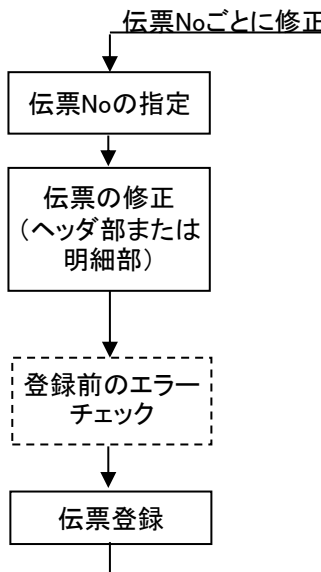 伝票Noごとに修正
伝票Noの指定
伝票の修正
（ヘッダ部または
明細部）
登録前のエラー
チェック
伝票登録